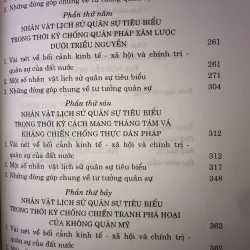 2. Những đóng góp chung về tư tưởng quân
Phần thứ năm
NHÂN VẬT LỊCH SỬ QUÂN SỰ TIÊU BIỂU
TRONG THỜI KỲ CHỐNG QUÂN PHÁP XÂM LƯỢC
DƯỚI TRIỀU NGUYỄN 261
1. Vài nét về bối cảnh kinh tế - xã hội và chính trị -
quân sự của đất nước 261
2. Một số nhân vật lịch sử quân sự tiêu biểu 271
3. Những đóng góp chung về tư tưởng quân sự 304
Phần thứ sáu
NHÂN VẬT LỊCH SỬ QUÂN SỰ TIÊU BIỂU
TRONG THỜI KỲ CÁCH MẠNG THÁNG TÁM VÀ
KHÁNG CHIẾN CHỐNG THỰC DÂN PHÁP 312
1. Vài nét về bối cảnh kinh tế - xã hội và chính trị -
quân sự của đất nước 312
2. Một số nhân vật lịch sử quân sự tiêu biểu 317
3. Những đóng góp chung về tư tưởng quân sự 348
Phần thứ bảy
NHÂN VẬT LỊCH SỬ QUÂN SỰ TIÊU BIỂU
TRONG THỜI KỲ CHỐNG CHIẾN TRANH PHÁ HOẠI
CỦA KHÔNG QUÂN MỸ 362
1. Vài nét về bối cảnh kinh tế - xã hội và chính trị -
quân sự của đất nước 362